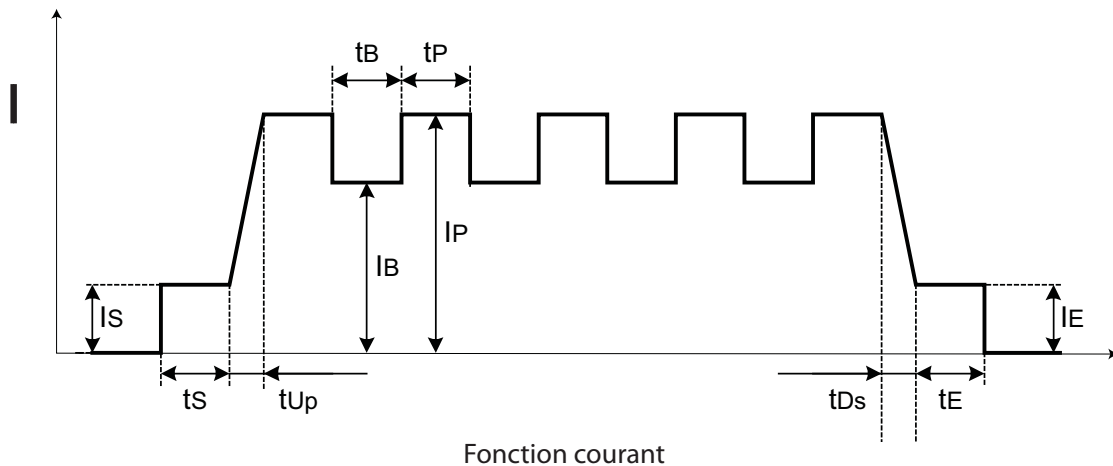 tB tP
I
IP
IB
IS
IE
tS tUp tDs tE
Fonction courant